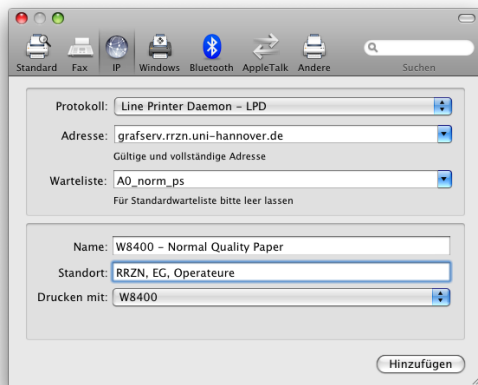 Standard Fax IP Windows Bluetooth AppleTalk Andere Suchen
Protokoll: Line Printer Daemon – LPD
Adresse: grafserv.rrzn.uni-hannover.de
Gültige und vollständige Adresse
Warteliste: A0_norm_ps
Für Standardwarteliste bitte leer lassen
Name: W8400 – Normal Quality Paper
Standort: RRZN, EG, Operateure
Drucken mit: W8400
Hinzufügen